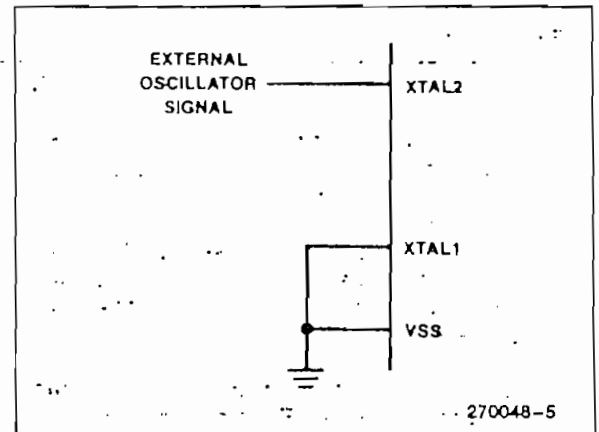 EXTERNAL
OSCILLATOR
SIGNAL
XTAL2
XTAL1
VSS
270048-5